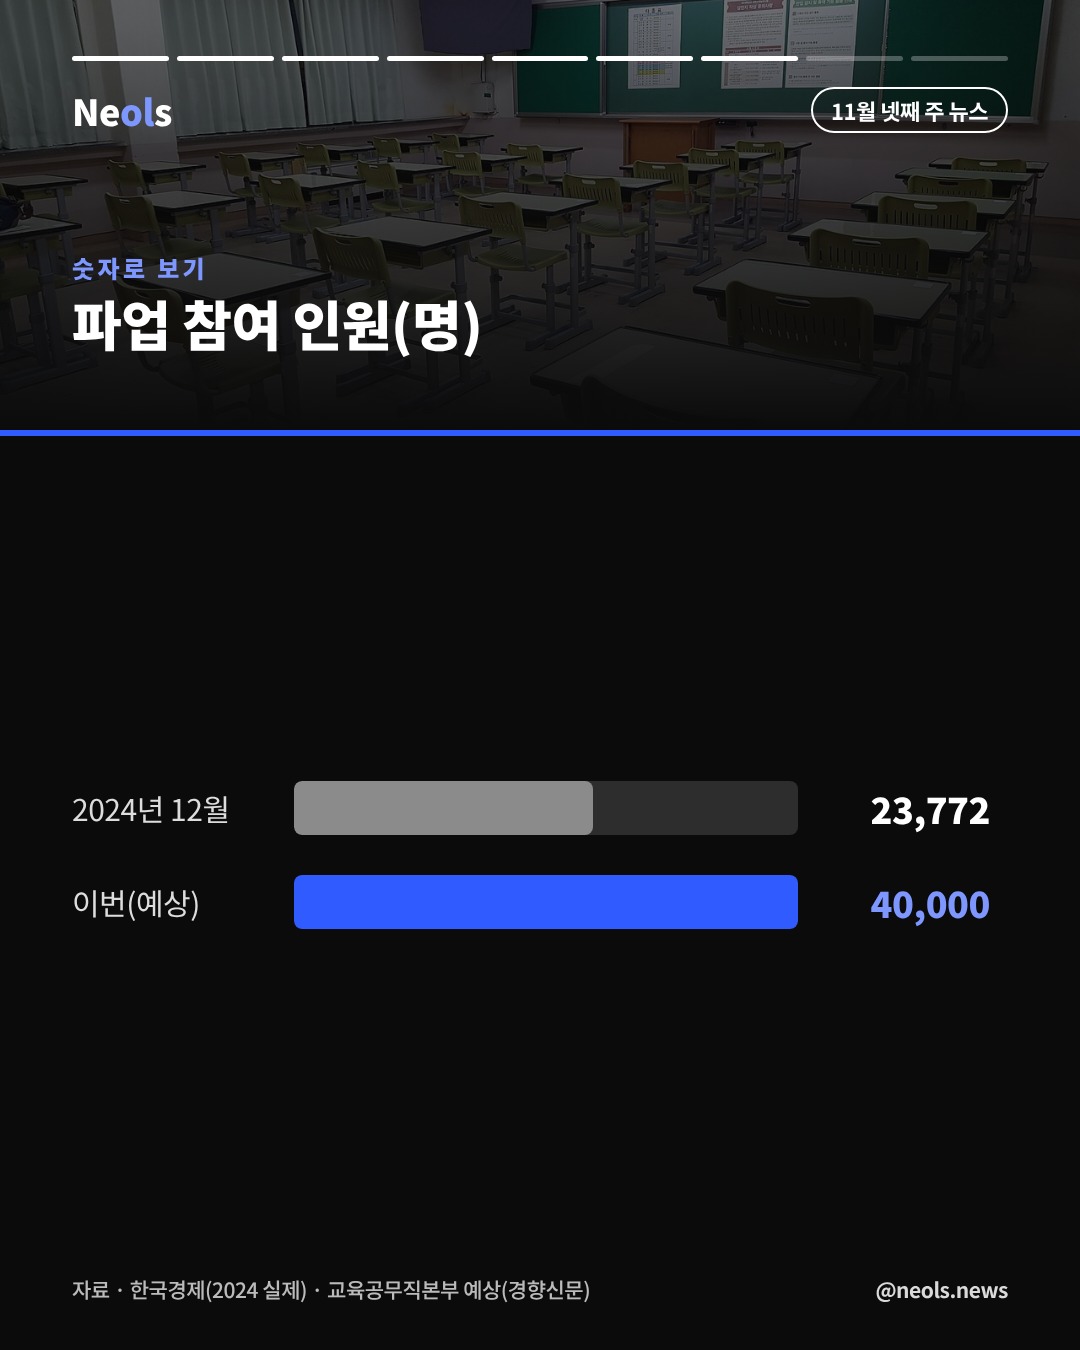 Neols
11월 넷째 주 뉴스
숫자로 보기
파업 참여 인원(명)
2024년 12월
23,772
이번(예상)
40,000
자료 · 한국경제(2024 실제) · 교육공무직본부 예상(경향신문)
@neols.news